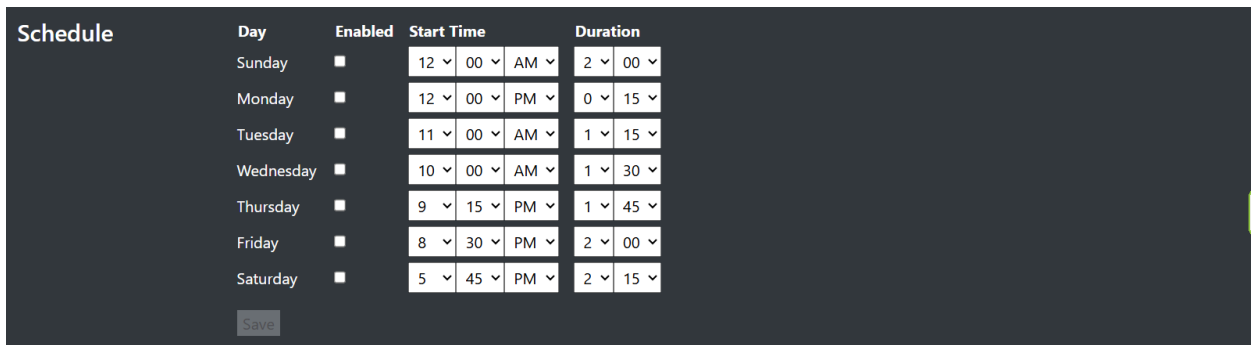 Schedule Day Enabled Start Time Duration
Sunday 12 00 AM 2 00
Monday 12 00 PM 0 15
Tuesday 11 00 AM 1 15
Wednesday 10 00 AM 1 30
Thursday 9 15 PM 1 45
Friday 8 30 PM 2 00
Saturday 5 45 PM 2 15
Save